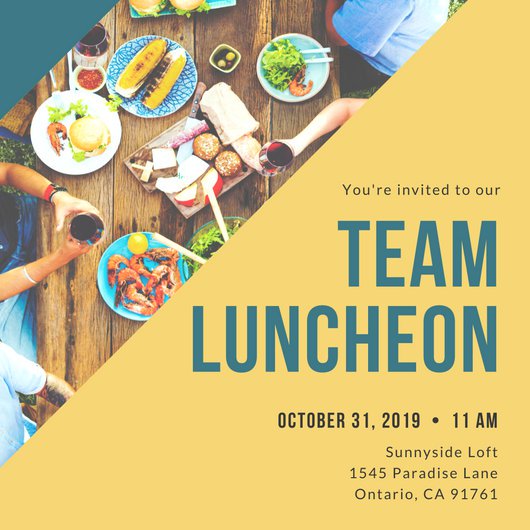 You're invited to our
TEAM
LUNCHEON
OCTOBER 31, 2019 • 11 AM
Sunnyside Loft
1545 Paradise Lane
Ontario, CA 91761